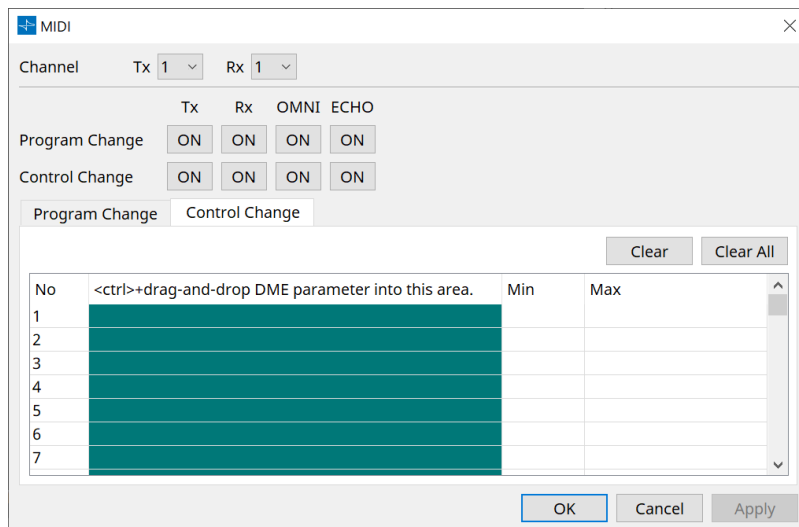 MIDI
Channel Tx 1 Rx 1
Tx Rx OMNI ECHO
Program Change ON ON ON ON
Control Change ON ON ON ON
Program Change Control Change
Clear Clear All
No <ctrl>+drag-and-drop DME parameter into this area. Min Max
1
2
3
4
5
6
7
OK Cancel Apply